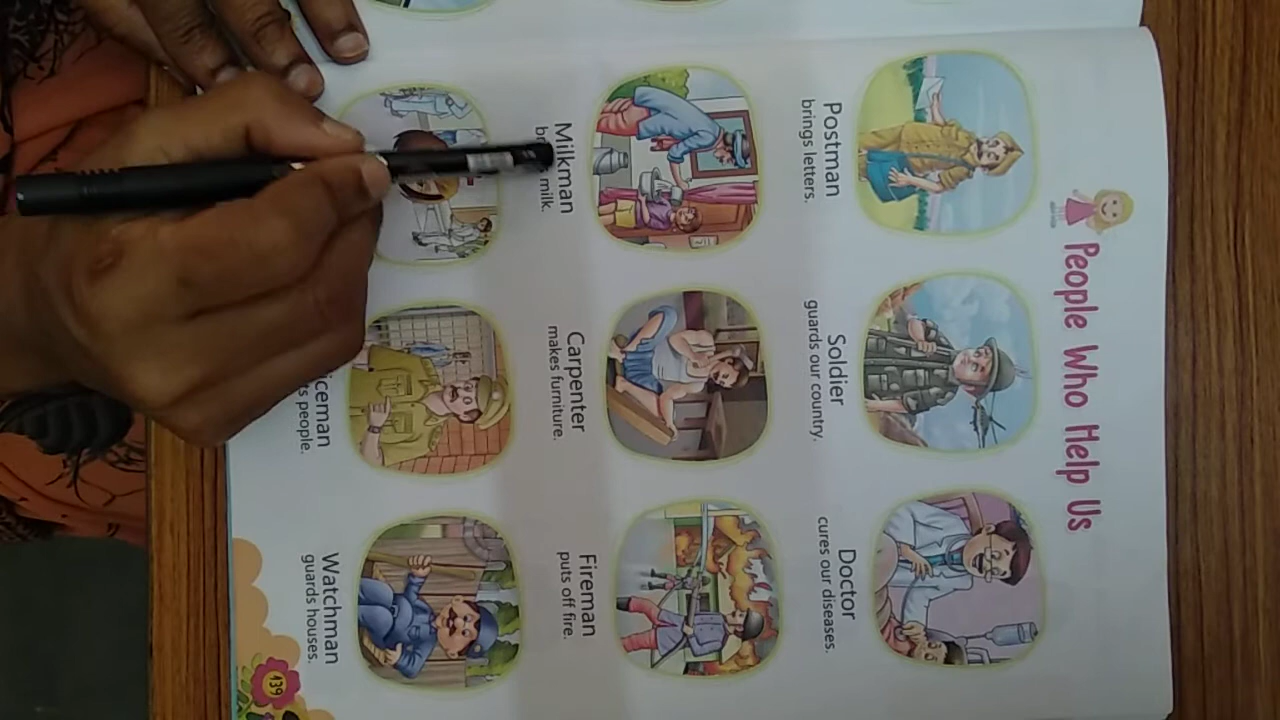 People Who Help Us
Postman
brings letters.
Soldier
guards our country.
Doctor
cures our diseases.
Milkman
milk.
Carpenter
makes furniture.
Fireman
puts off fire.
people.
Watchman
guards houses.
139